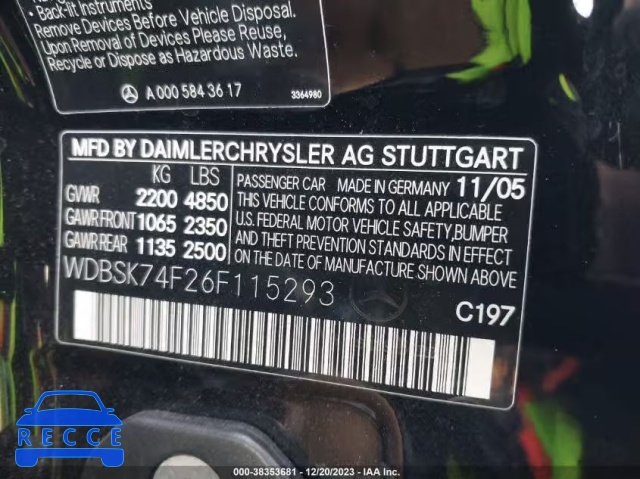 • Back-lit Instruments
Remove Devices Before Vehicle Disposal.
Upon Removal of Devices Please Reuse,
Recycle or Dispose as Hazardous Waste.
A 000 584 36 17
3364980
MFD BY DAIMLERCHRYSLER AG STUTTGART
KG LBS
GVWR 2200 4850
GAWR FRONT 1065 2350
GAWR REAR 1135 2500
PASSENGER CAR MADE IN GERMANY 11/05
THIS VEHICLE CONFORMS TO ALL APPLICABLE
U.S. FEDERAL MOTOR VEHICLE SAFETY, BUMPER
AND THEFT PREVENTION STANDARDS IN EFFECT
ON THE DATE OF MANUFACTURE SHOWN ABOVE.
WDBSK74F26F115293
C197
RECCE
000-38353681 - 12/20/2023 - IAA Inc.